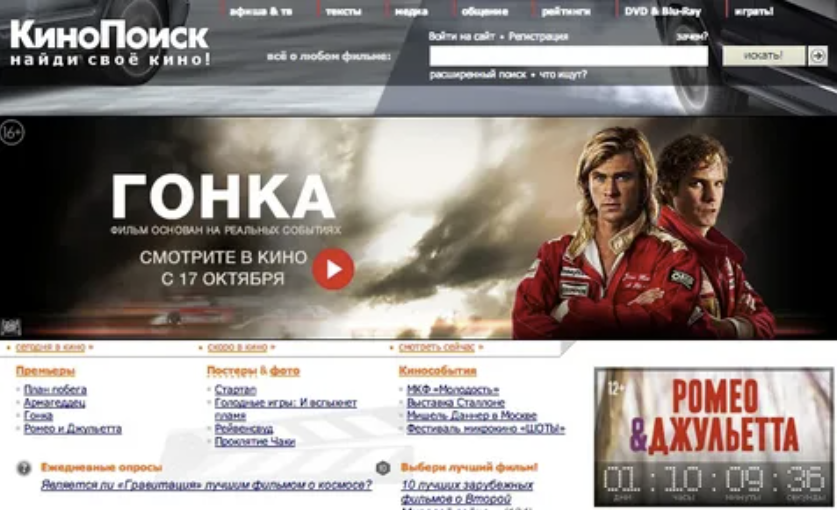 афиша & тв тексты медиа общение рейтинги DVD & Blu-Ray играть!
КиноПоиск
найди своё кино!
Войти на сайт • Регистрация зачем?
всё о любом фильме: искать!
расширенный поиск • что ищут?
16+
ГОНКА
ФИЛЬМ ОСНОВАН НА РЕАЛЬНЫХ СОБЫТИЯХ
СМОТРИТЕ В КИНО
С 17 ОКТЯБРЯ
сегодня в кино » скоро в кино » смотреть сейчас »
Премьеры
План побега
Армагеддец
Гонка
Ромео и Джульетта
Постеры & фото
Стартап
Голодные игры: И вспыхнет
пламя
Рейвенсвуд
Проклятие Чаки
Кинособытия
МКФ «Молодость»
Выставка Сталлоне
Мишель Даннер в Москве
Фестиваль микрокино «ШОТЫ»
12+
РОМЕО
&ДЖУЛЬЕТТА
01 : 10 : 09 : 36
дни часы минуты секунды
Ежедневные опросы
Является ли «Гравитация» лучшим фильмом о космосе?
Выбери лучший фильм!
10 лучших зарубежных
фильмов о Второй